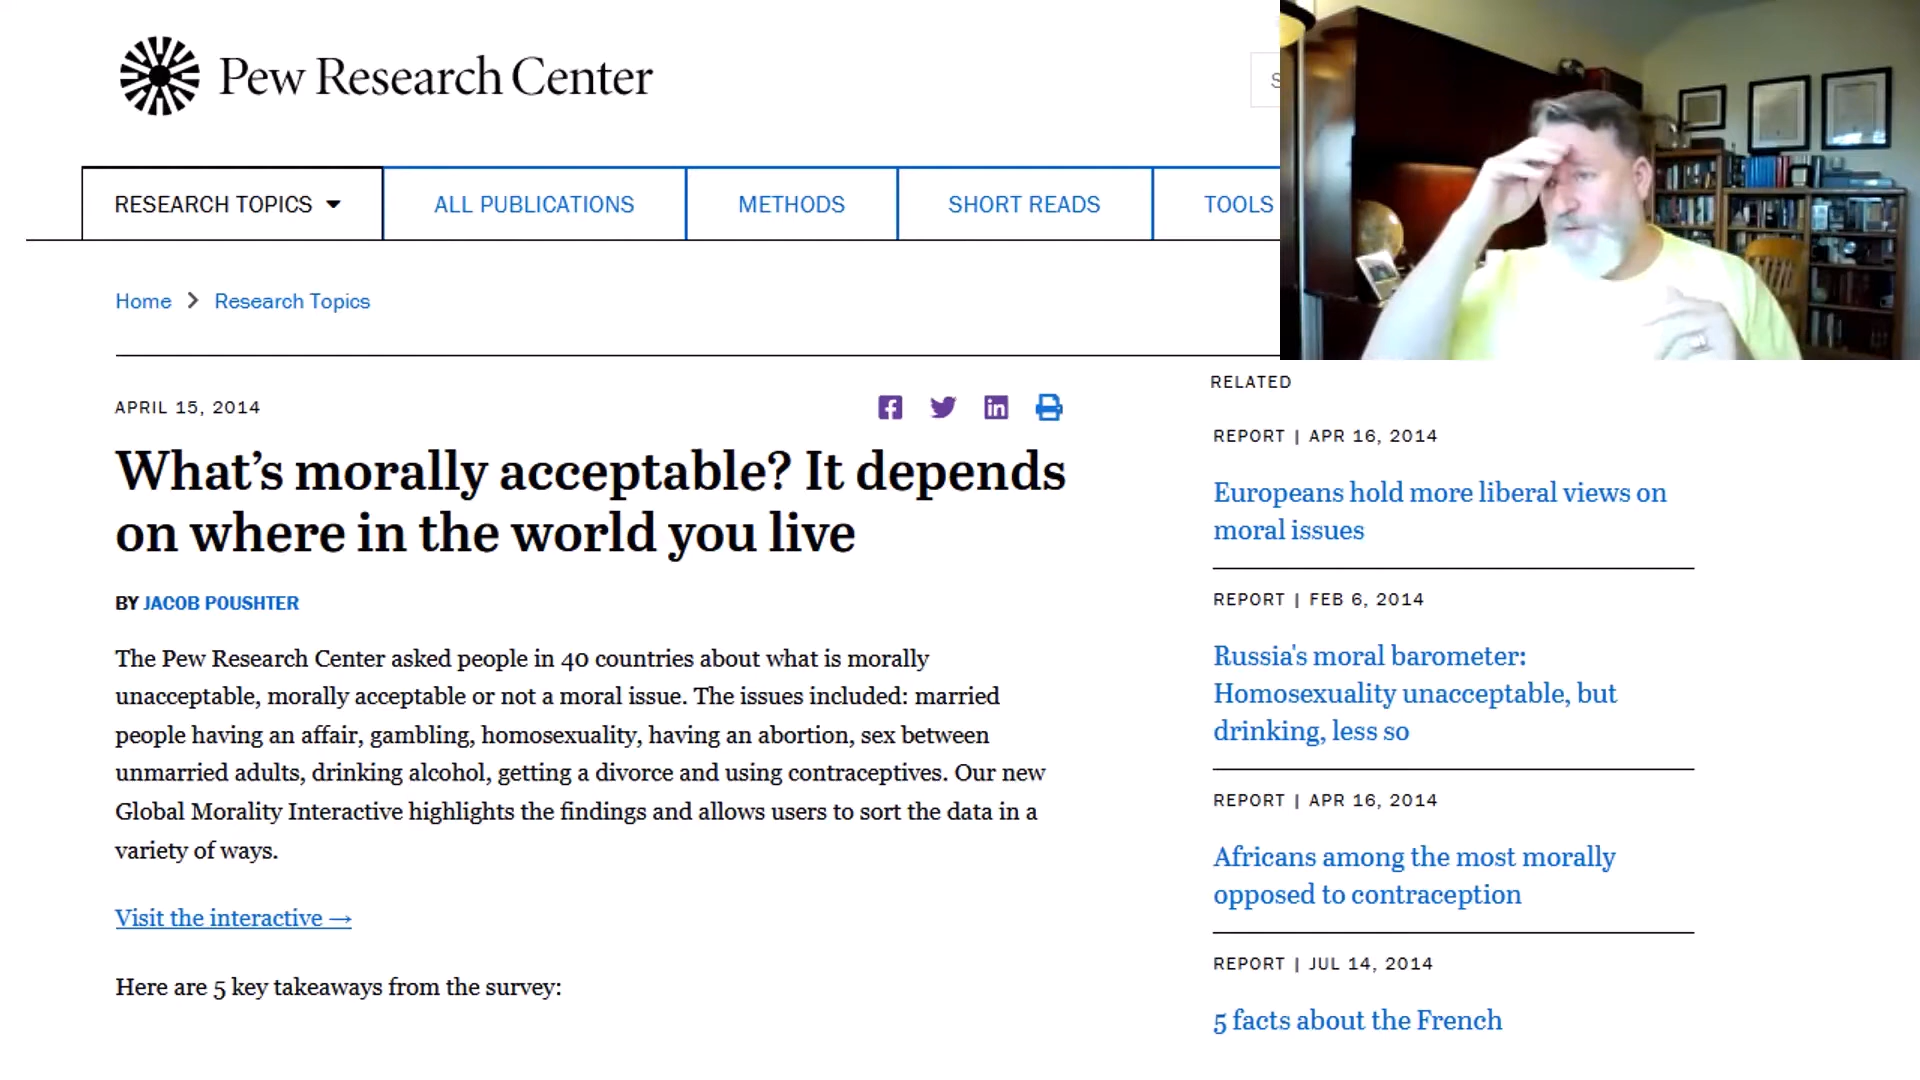 Pew Research Center
S
RESEARCH TOPICS
ALL PUBLICATIONS
METHODS
SHORT READS
TOOLS
Home
Research Topics
APRIL 15, 2014
What's morally acceptable? It depends
on where in the world you live
BY JACOB POUSHTER
The Pew Research Center asked people in 40 countries about what is morally
unacceptable, morally acceptable or not a moral issue. The issues included: married
people having an affair, gambling, homosexuality, having an abortion, sex between
unmarried adults, drinking alcohol, getting a divorce and using contraceptives. Our new
Global Morality Interactive highlights the findings and allows users to sort the data in a
variety of ways.
Visit the interactive →
Here are 5 key takeaways from the survey:
RELATED
REPORT | APR 16, 2014
Europeans hold more liberal views on
moral issues
REPORT | FEB 6, 2014
Russia's moral barometer:
Homosexuality unacceptable, but
drinking, less so
REPORT | APR 16, 2014
Africans among the most morally
opposed to contraception
REPORT | JUL 14, 2014
5 facts about the French